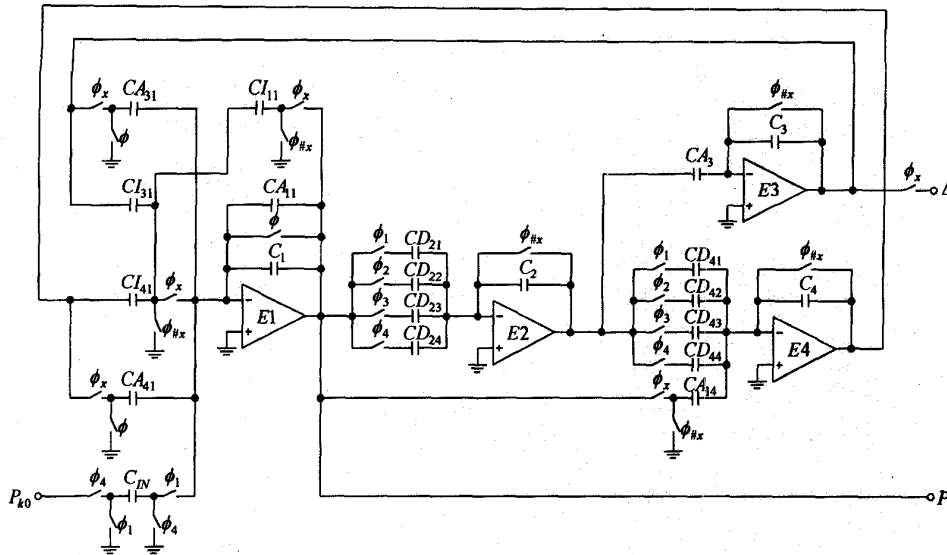 ϕx CA31
ϕ
CI11 ϕx
ϕ#x
CI31
CA11
ϕ
C1
E1
CI41 ϕx
ϕ#x
ϕx CA41
ϕ
Pk0 ϕ4 CIN ϕ1
ϕ1 ϕ4
ϕ1 CD21
ϕ2 CD22
ϕ3 CD23
ϕ4 CD24
ϕ#x
C2
E2
CA3
ϕ#x
C3
E3
ϕx
ϕ1 CD41
ϕ2 CD42
ϕ3 CD43
ϕ4 CD44
ϕx CA14
ϕ#x
ϕ#x
C4
E4
- + - + - + - +